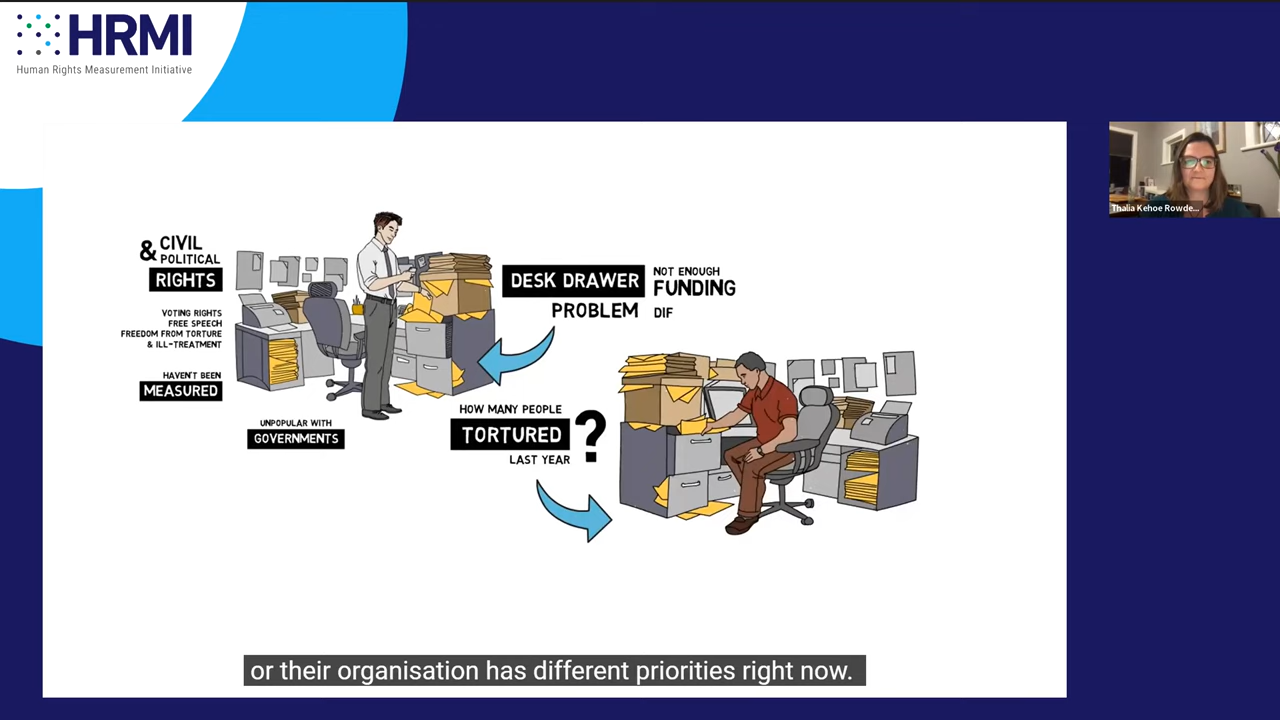 HRMI
Human Rights Measurement Initiative
& CIVIL
POLITICAL
RIGHTS
VOTING RIGHTS
FREE SPEECH
FREEDOM FROM TORTURE
& ILL-TREATMENT
HAVEN'T BEEN
MEASURED
UNPOPULAR WITH
GOVERNMENTS
DESK DRAWER
PROBLEM
NOT ENOUGH
FUNDING
DIF
HOW MANY PEOPLE
TORTURED
LAST YEAR
?
Thalia Kehoe Rowde...
or their organisation has different priorities right now.